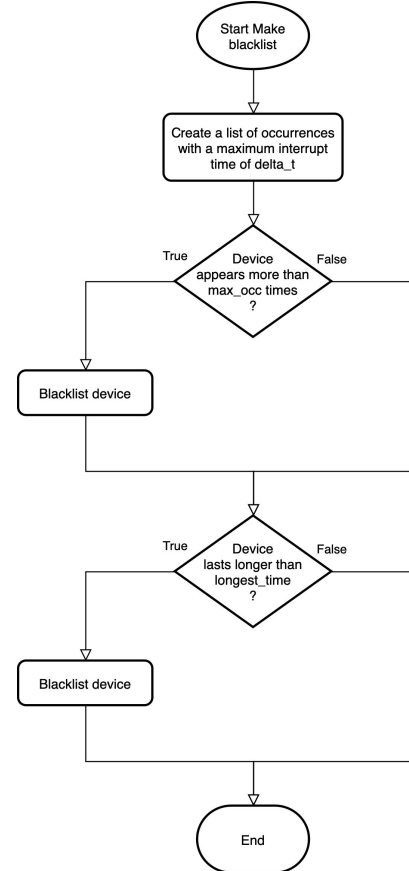 Start Make
blacklist
Create a list of occurrences
with a maximum interrupt
time of delta_t
True
False
Device
appears more than
max_occ times
?
Blacklist device
True
False
Device
lasts longer than
longest_time
?
Blacklist device
End